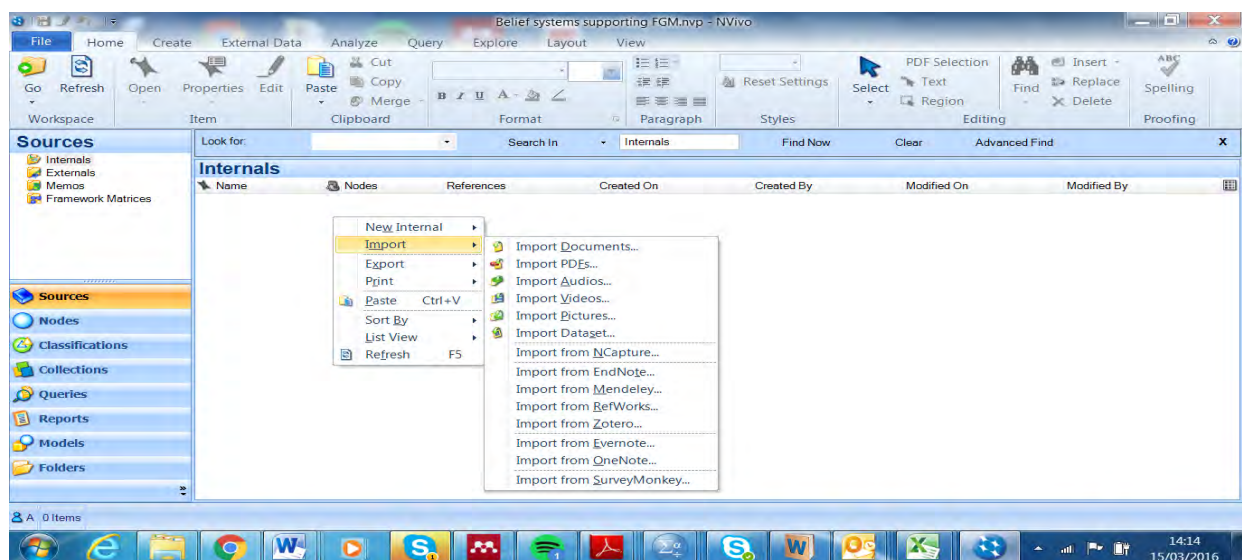 Belief systems supporting FGM.nvp - NVivo
File Home Create External Data Analyze Query Explore Layout View
Go Refresh Open Properties Edit Paste Cut Copy Merge
B I U A
Reset Settings
Select PDF Selection Text Region Find Insert Replace Delete
ABC Spelling
Workspace Item Clipboard Format Paragraph Styles Editing Proofing
Sources
Look for: Search In Internals Find Now Clear Advanced Find X
Internals
Externals
Memos
Framework Matrices
Internals
Name Nodes References Created On Created By Modified On Modified By
New Internal
Import
Export
Print
Paste Ctrl+V
Sort By
List View
Refresh F5
Import Documents...
Import PDFs...
Import Audios...
Import Videos...
Import Pictures...
Import Dataset...
Import from NCapture...
Import from EndNote...
Import from Mendeley...
Import from RefWorks...
Import from Zotero...
Import from Evernote...
Import from OneNote...
Import from SurveyMonkey...
Sources
Nodes
Classifications
Collections
Queries
Reports
Models
Folders
A 0 Items
14:14
15/03/2016